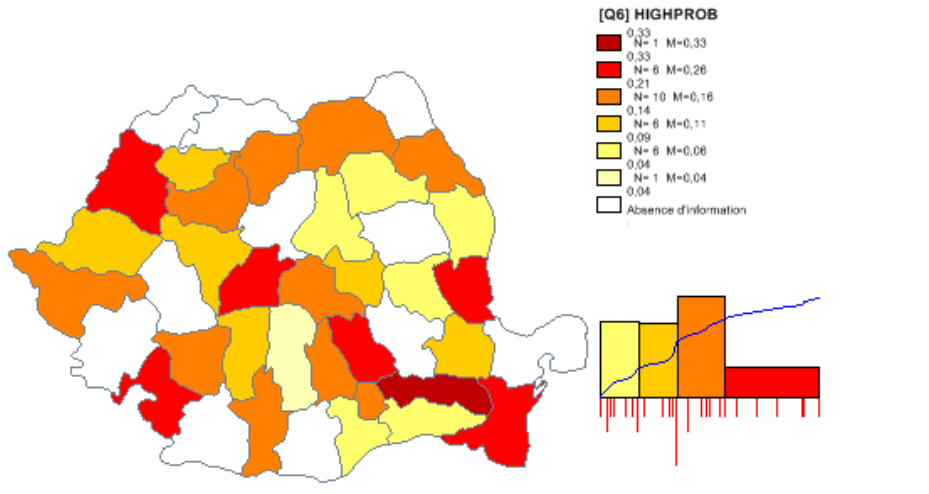 [Q6] HIGHPROB
0,33
N= 1 M=0,33
0,33
N= 6 M=0,26
0,21
N= 10 M=0,16
0,14
N= 6 M=0,11
0,09
N= 6 M=0,06
0,04
N= 1 M=0,04
0,04
Absence d'information